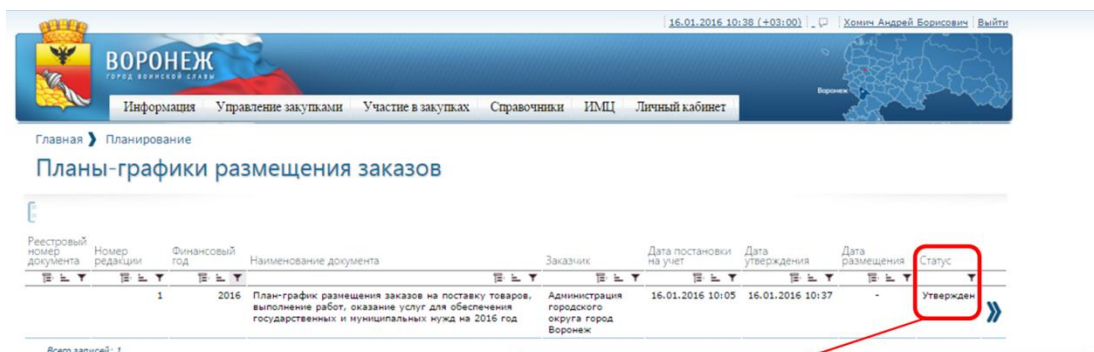 16.01.2016 10:38 (+03:00) Хомич Андрей Борисович Выйти
ВОРОНЕЖ
ГОРОД ВОИНСКОЙ СЛАВЫ
Воронеж
Информация Управление закупками Участие в закупках Справочники ИМЦ Личный кабинет
Главная ❯ Планирование
Планы-графики размещения заказов
Реестровый номер документа Номер редакции Финансовый год Наименование документа Заказчик Дата постановки на учет Дата утверждения Дата размещения Статус
1 2016 План-график размещения заказов на поставку товаров, Администрация 16.01.2016 10:05 16.01.2016 10:37 - Утвержден
выполнение работ, оказание услуг для обеспечения городского
государственных и муниципальных нужд на 2016 год округа город
Воронеж
Всего записей: 1